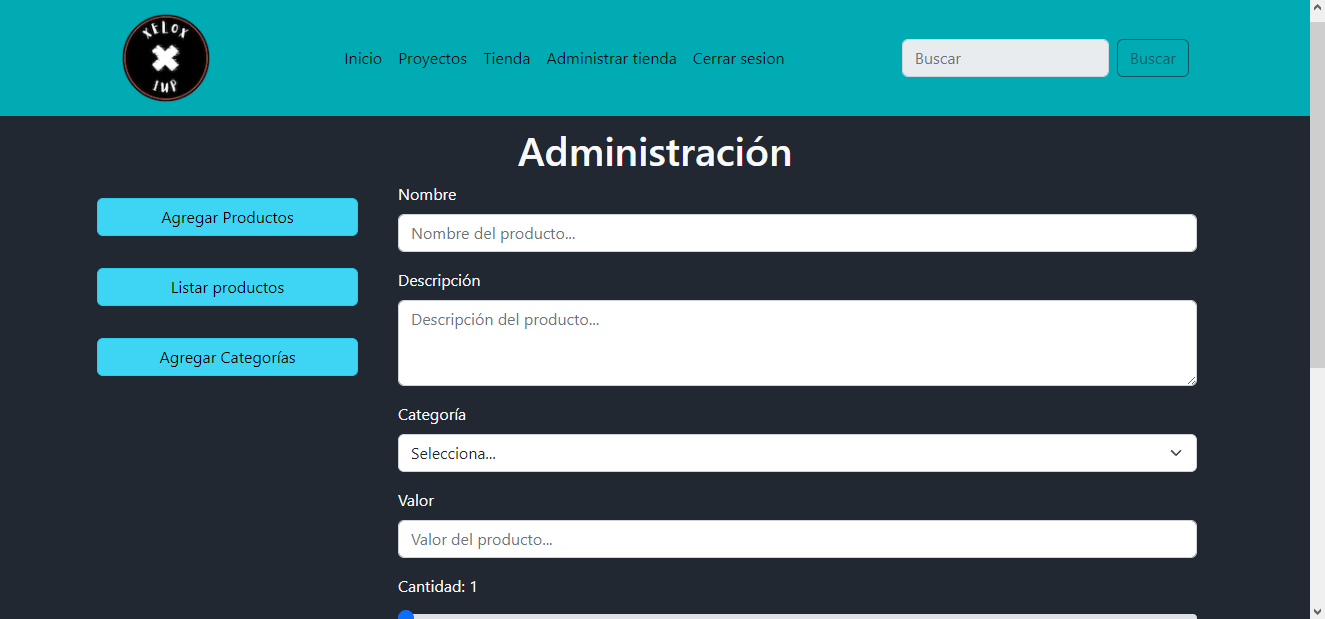 XELOX
1UP
Inicio Proyectos Tienda Administrar tienda Cerrar sesion
Buscar Buscar
Administración
Agregar Productos
Listar productos
Agregar Categorías
Nombre
Nombre del producto...
Descripción
Descripción del producto...
Categoría
Selecciona...
Valor
Valor del producto...
Cantidad: 1